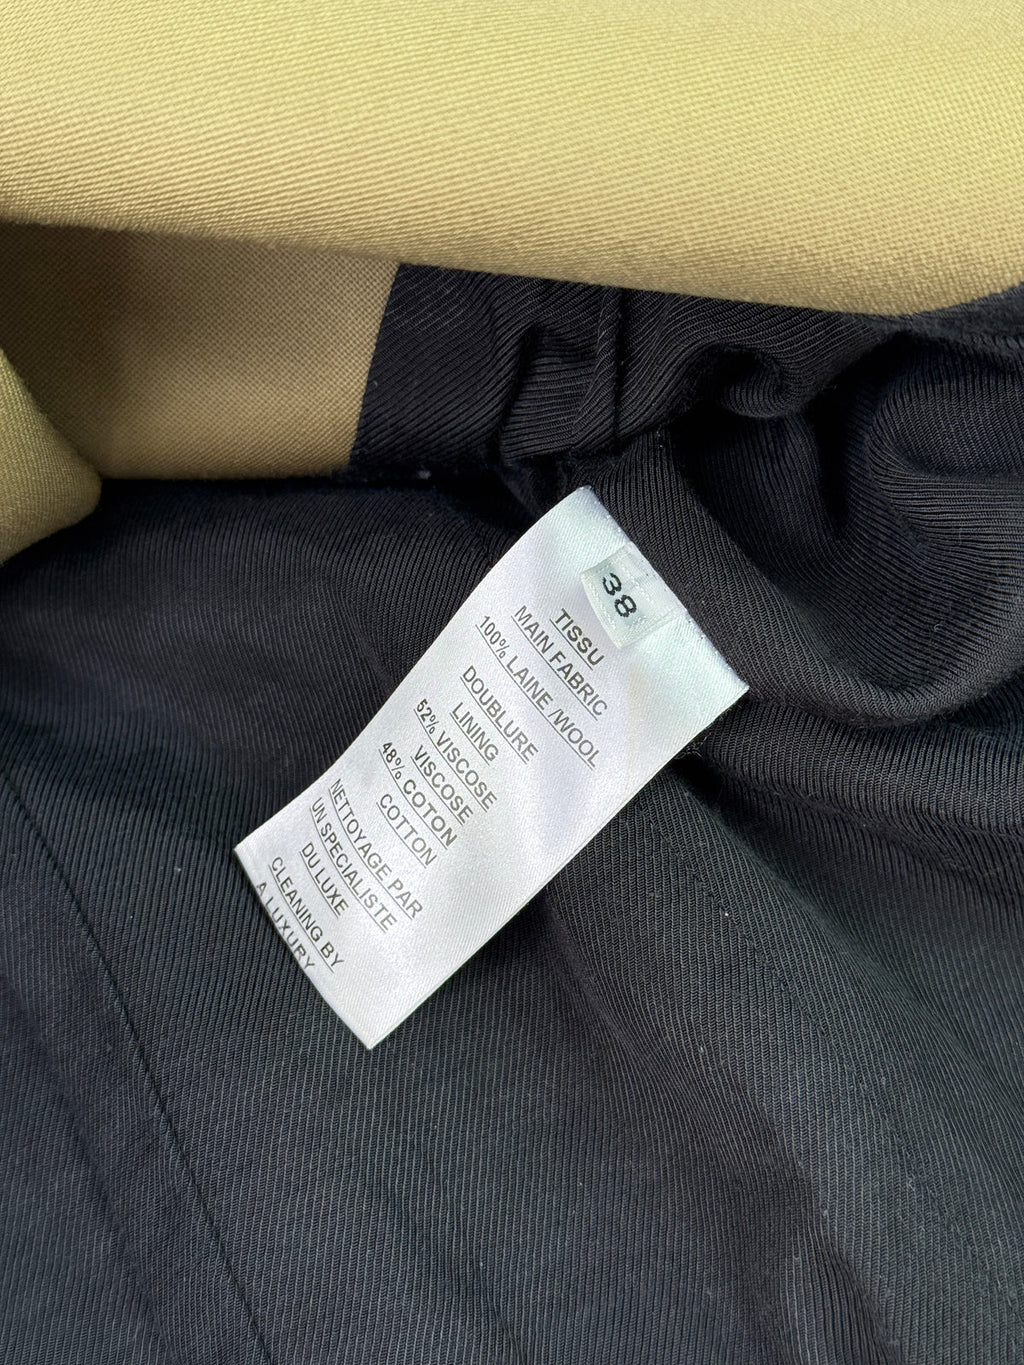 38
TISSU
MAIN FABRIC
100% LAINE /WOOL
DOUBLURE
LINING
52% VISCOSE
VISCOSE
48% COTON
COTTON
NETTOYAGE PAR
UN SPECIALISTE
DU LUXE
CLEANING BY
A LUXURY